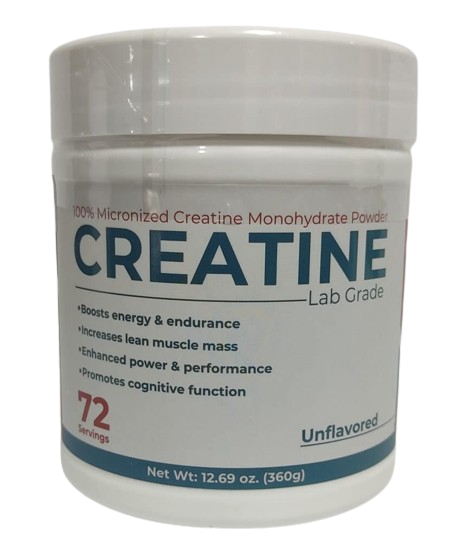 100% Micronized Creatine Monohydrate Powder
CREATINE
Lab Grade
•Boosts energy & endurance
•Increases lean muscle mass
•Enhanced power & performance
•Promotes cognitive function
72
Servings
Unflavored
Net Wt: 12.69 oz. (360g)